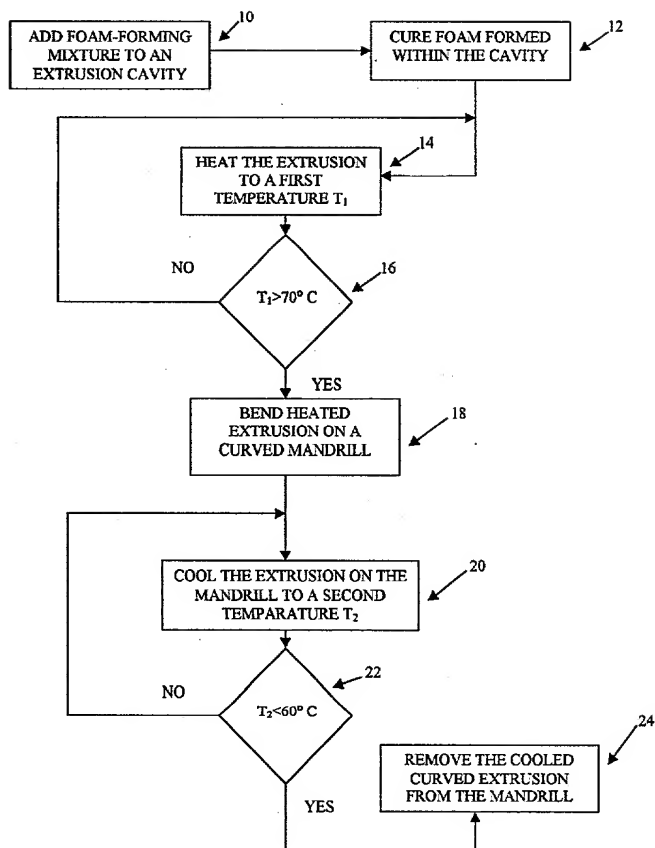 10
ADD FOAM-FORMING
MIXTURE TO AN
EXTRUSION CAVITY
12
CURE FOAM FORMED
WITHIN THE CAVITY
14
HEAT THE EXTRUSION
TO A FIRST
TEMPERATURE T₁
NO
16
T₁>70° C
YES
BEND HEATED
EXTRUSION ON A
CURVED MANDRILL
18
COOL THE EXTRUSION ON THE
MANDRILL TO A SECOND
TEMPARATURE T₂
20
NO
22
T₂<60° C
YES
24
REMOVE THE COOLED
CURVED EXTRUSION
FROM THE MANDRILL